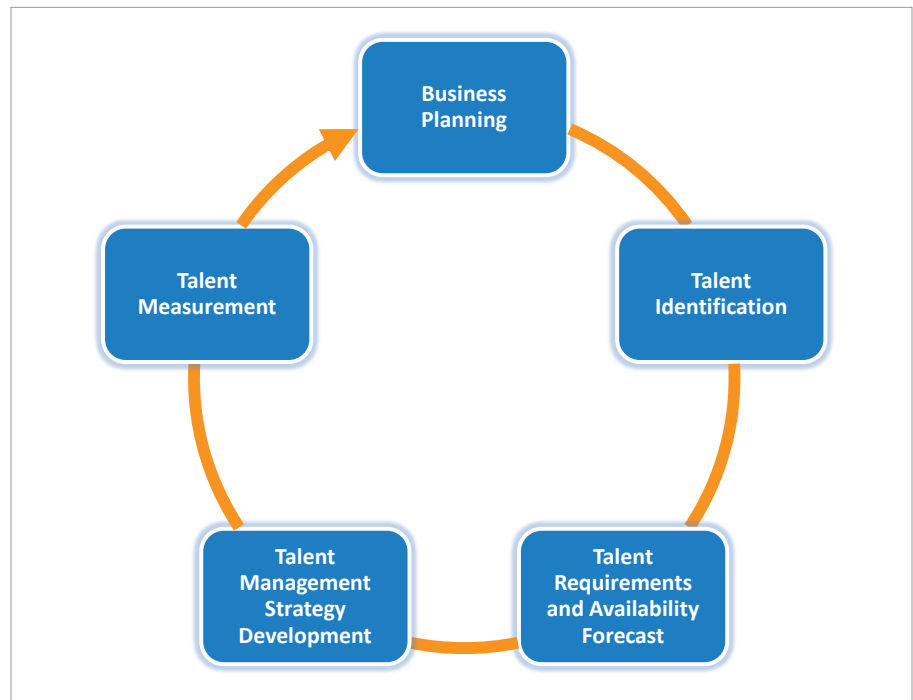 Business
Planning
Talent
Identification
Talent
Requirements
and Availability
Forecast
Talent
Management
Strategy
Development
Talent
Measurement